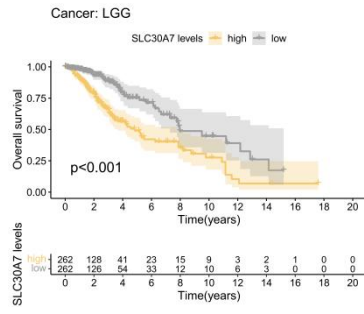 Cancer: LGG
SLC30A7 levels high low
Overall survival
1.00
0.75
0.50
0.25
0.00
p<0.001
0 2 4 6 8 10 12 14 16 18 20
Time(years)
SLC30A7 levels
high 262 128 41 23 15 9 3 2 1 0 0
low 262 126 54 33 12 10 6 3 0 0 0
0 2 4 6 8 10 12 14 16 18 20
Time(years)